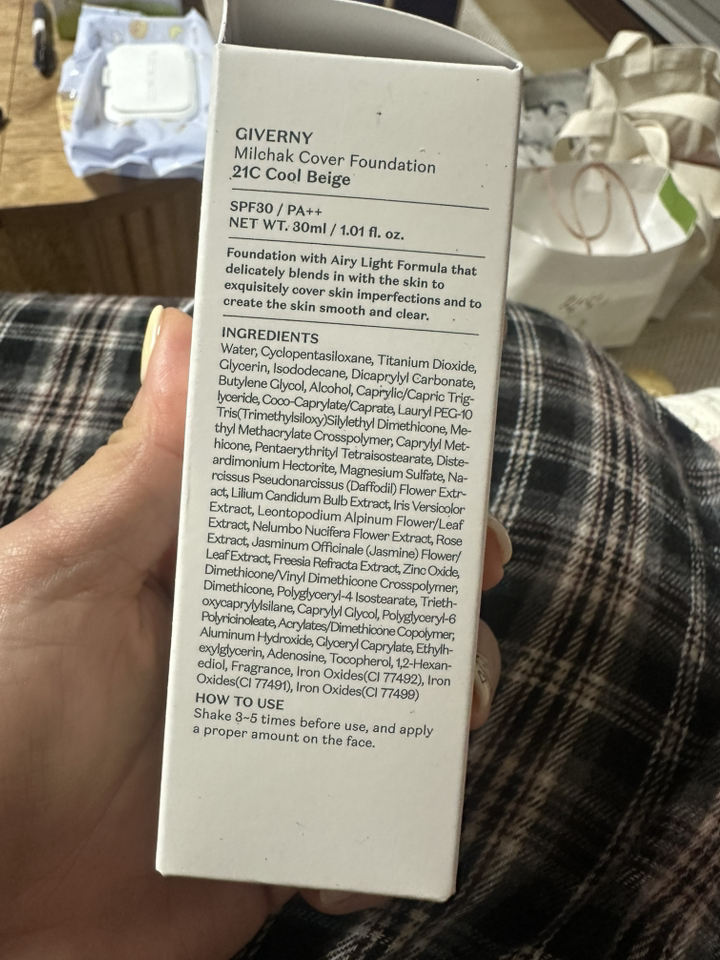 GIVERNY
Milchak Cover Foundation
21C Cool Beige
SPF30 / PA++
NET WT. 30ml / 1.01 fl. oz.
Foundation with Airy Light Formula that
delicately blends in with the skin to
exquisitely cover skin imperfections and to
create the skin smooth and clear.
INGREDIENTS
Water, Cyclopentasiloxane, Titanium Dioxide,
Glycerin, Isododecane, Dicaprylyl Carbonate,
Butylene Glycol, Alcohol, Caprylic/Capric Trig-
lyceride, Coco-Caprylate/Caprate, Lauryl PEG-10
Tris(Trimethylsiloxy)Silylethyl Dimethicone, Me-
thyl Methacrylate Crosspolymer, Caprylyl Met-
hicone, Pentaerythrityl Tetraisostearate, Diste-
ardimonium Hectorite, Magnesium Sulfate, Na-
rcissus Pseudonarcissus (Daffodil) Flower Extr-
act, Lilium Candidum Bulb Extract, Iris Versicolor
Extract, Leontopodium Alpinum Flower/Leaf
Extract, Nelumbo Nucifera Flower Extract, Rose
Extract, Jasminum Officinale (Jasmine) Flower/
Leaf Extract, Freesia Refracta Extract, Zinc Oxide,
Dimethicone/Vinyl Dimethicone Crosspolymer,
Dimethicone, Polyglyceryl-4 Isostearate, Trieth-
oxycaprylylsilane, Caprylyl Glycol, Polyglyceryl-6
Polyricinoleate, Acrylates/Dimethicone Copolymer,
Aluminum Hydroxide, Glyceryl Caprylate, Ethylh-
exylglycerin, Adenosine, Tocopherol, 1,2-Hexan-
ediol, Fragrance, Iron Oxides(CI 77492), Iron
Oxides(CI 77491), Iron Oxides(CI 77499)
HOW TO USE
Shake 3~5 times before use, and apply
a proper amount on the face.